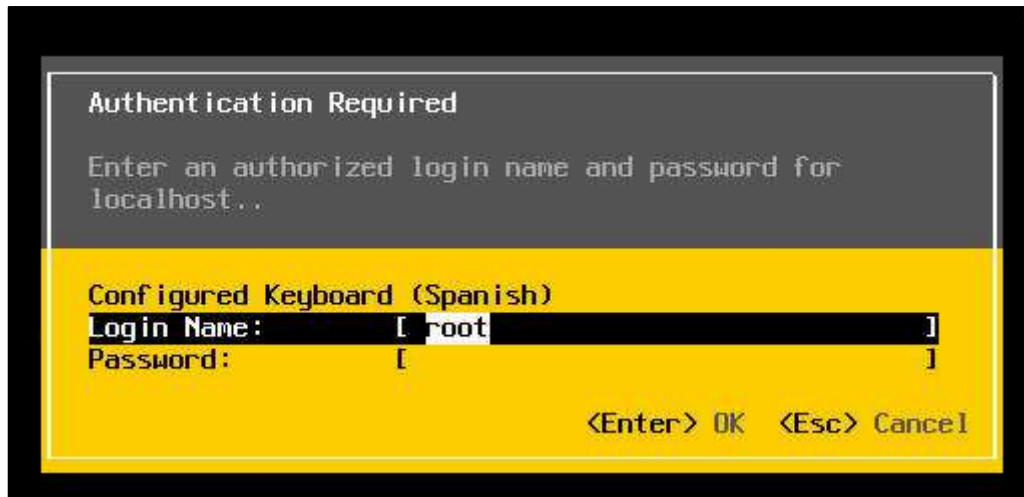 Authentication Required
Enter an authorized login name and password for
localhost..
Configured Keyboard (Spanish)
Login Name: [ root ]
Password: [ ]
<Enter> OK <Esc> Cancel